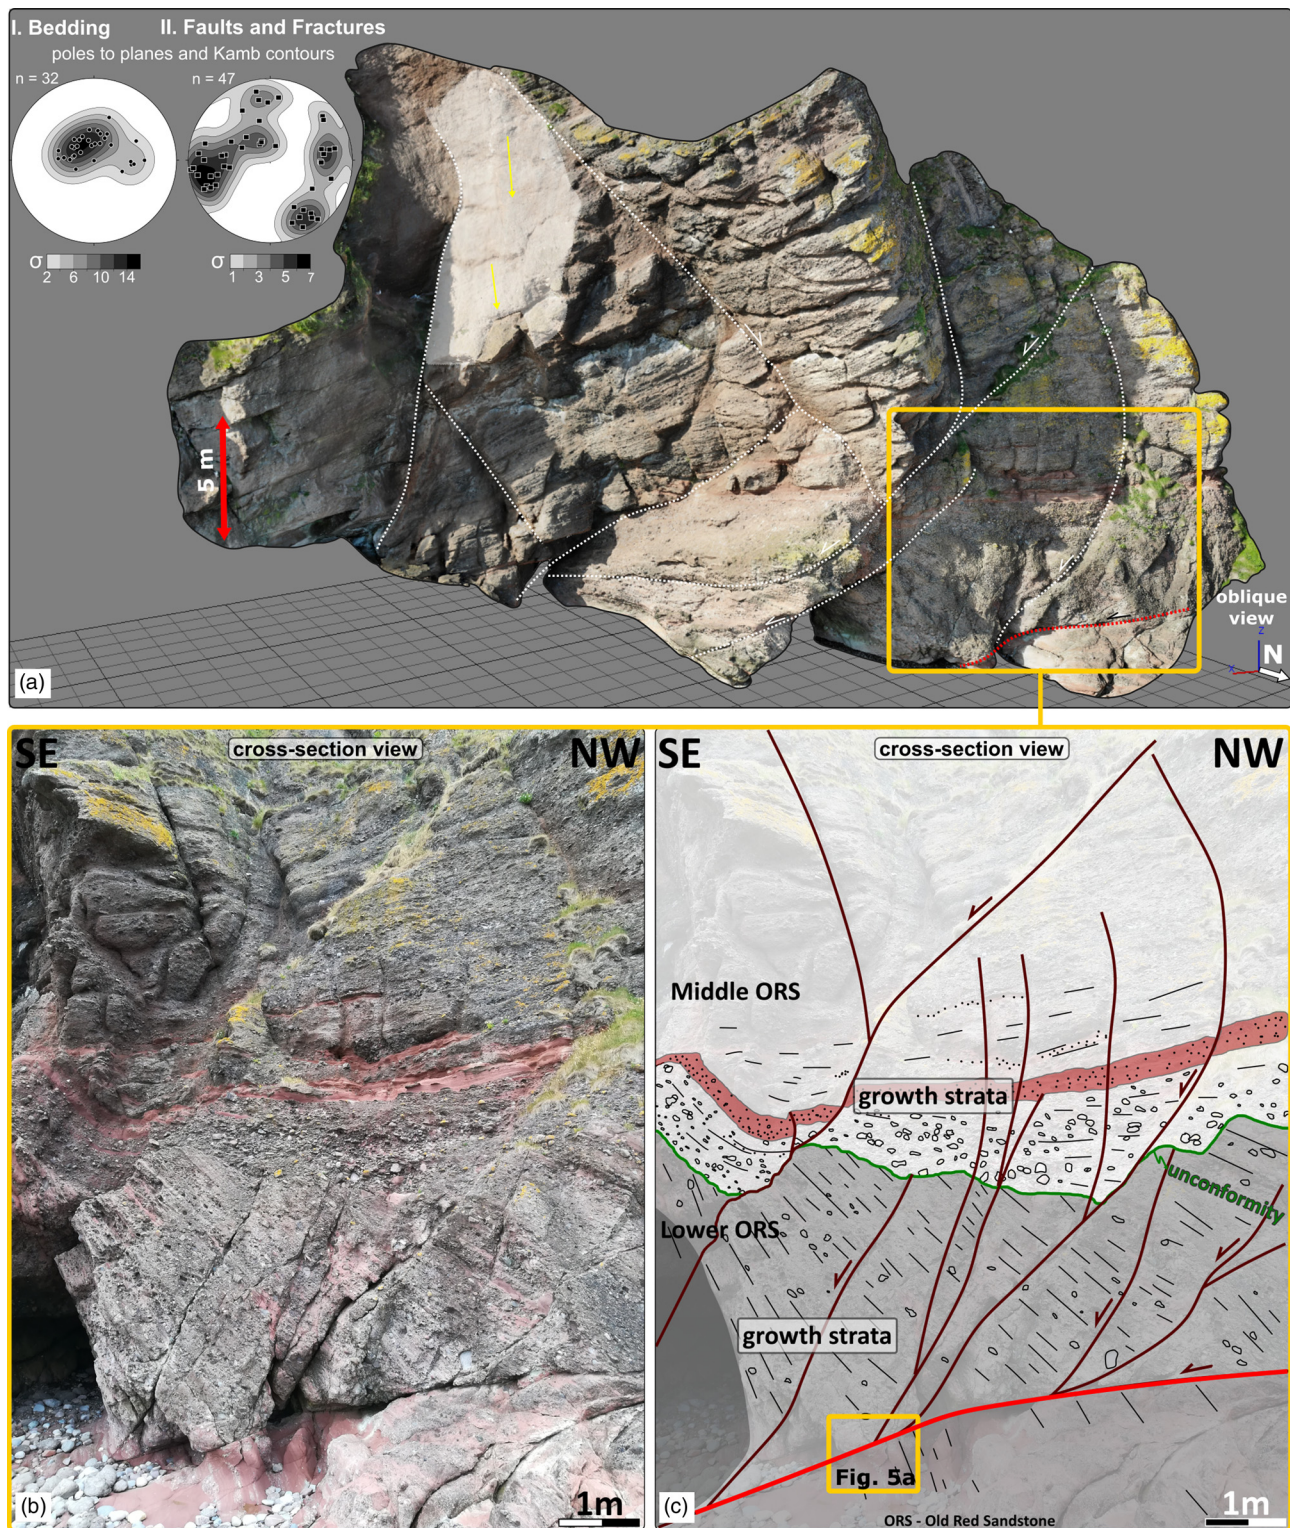 I. Bedding
II. Faults and Fractures
poles to planes and Kamb contours
n = 32
n = 47
σ
2 6 10 14
σ
1 3 5 7
5 m
oblique
view
z
x
N
(a)
SE
cross-section view
NW
(b)
1m
SE
cross-section view
NW
Middle ORS
growth strata
unconformity
Lower ORS
growth strata
Fig. 5a
(c)
1m
ORS - Old Red Sandstone